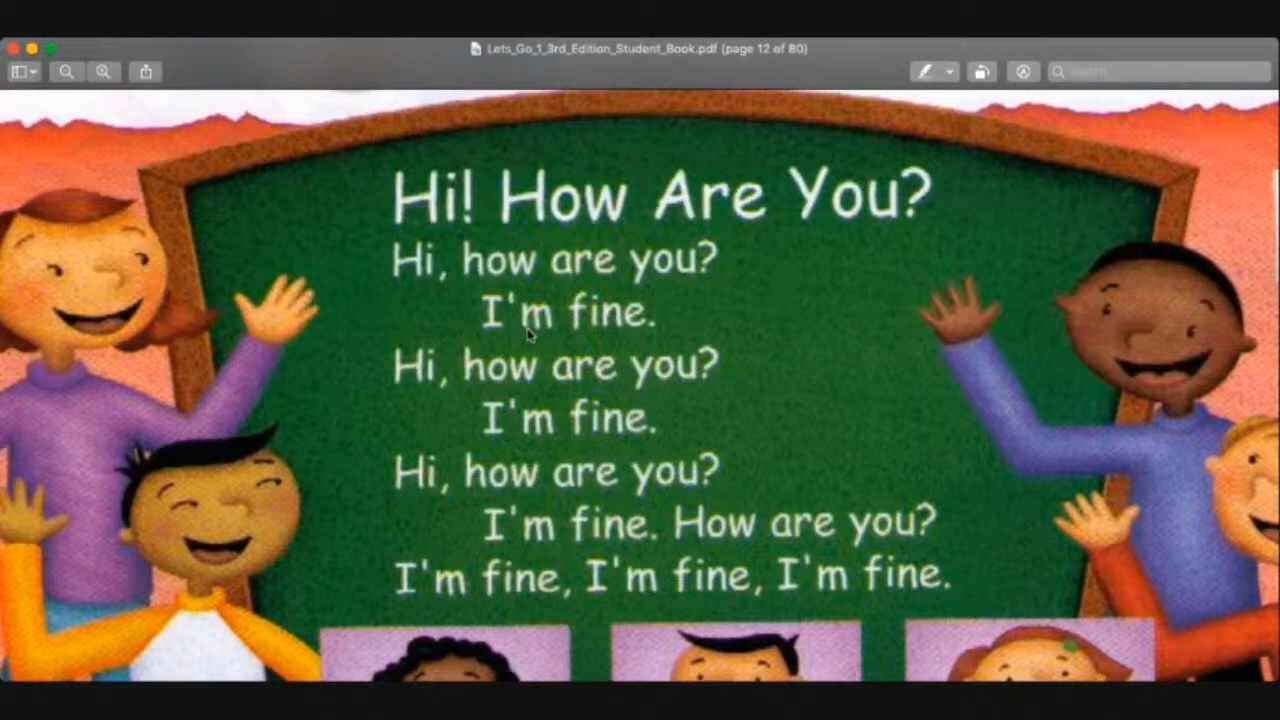 Lets_Go_1_3rd_Edition_Student_Book.pdf (page 12 of 80)
Hi! How Are You?
Hi, how are you?
I'm fine.
Hi, how are you?
I'm fine.
Hi, how are you?
I'm fine. How are you?
I'm fine, I'm fine, I'm fine.